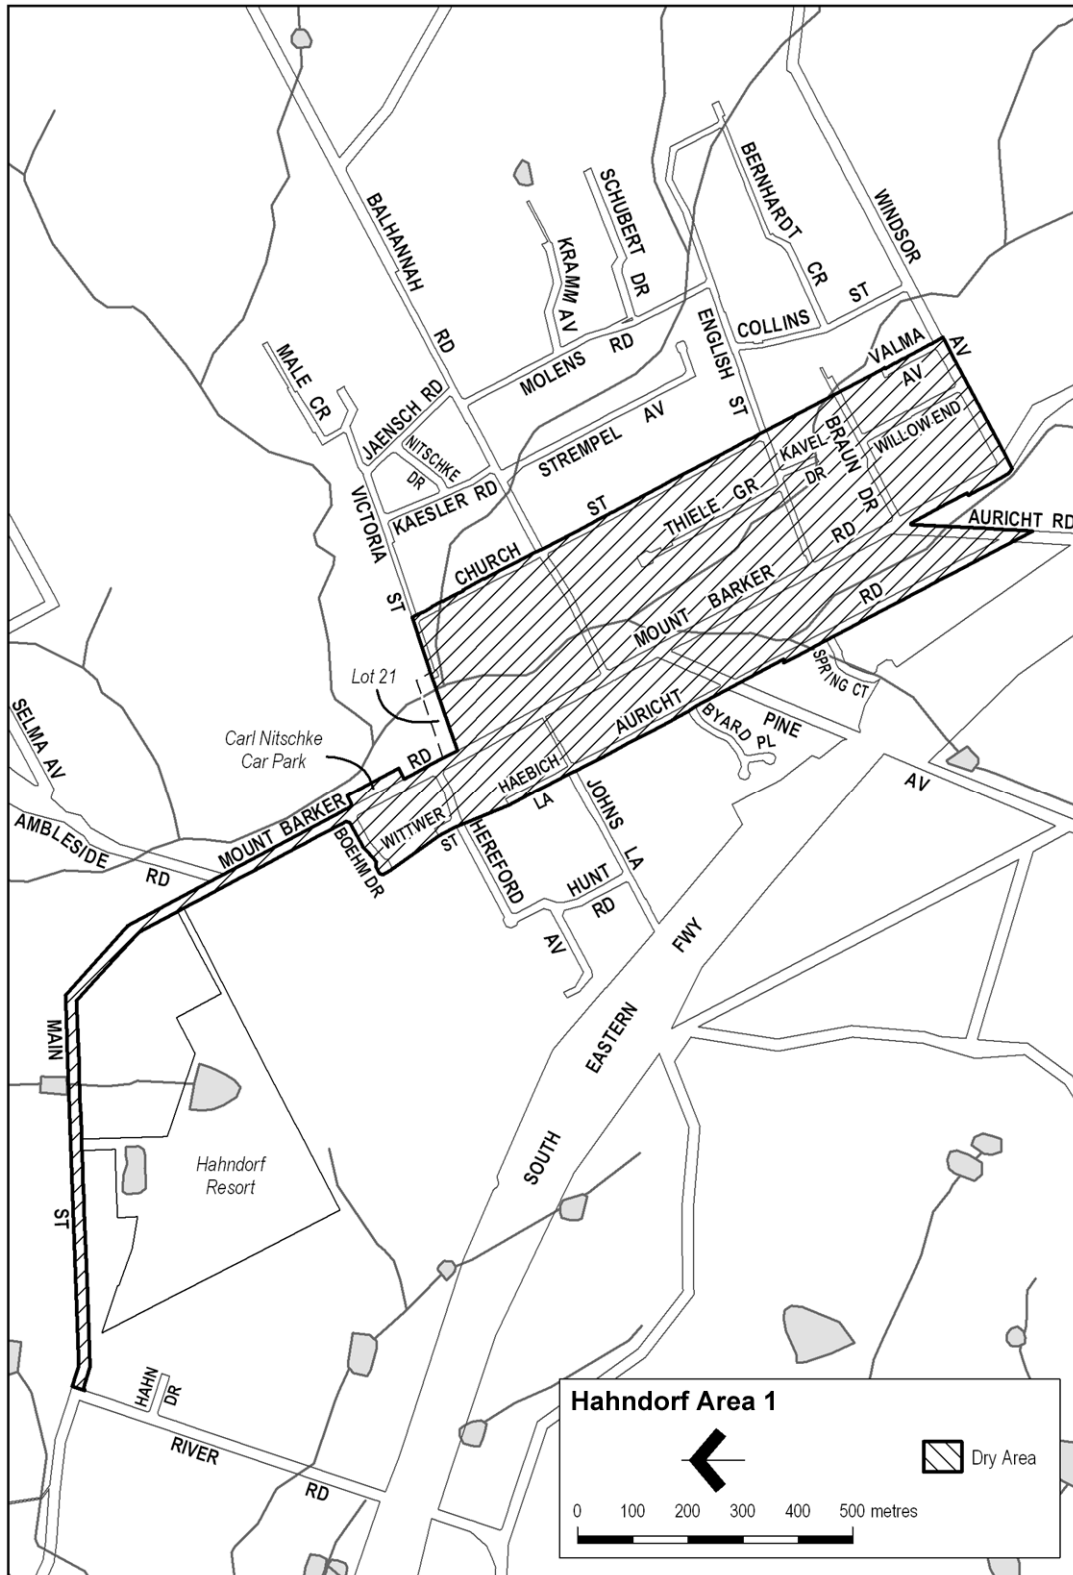 BALHANNAH
RD
SCHUBERT
DR
BERNHARDT
CR
WINDSOR
AV
KRAMM AV
MOLENS RD
ENGLISH
ST
COLLINS ST
MALE CR
JAENSCH RD
NITSCHKE
DR
KAESLER RD
STREMPEL AV
VALMA
AV
WILLOW END
KAVEL
DR
BRAUN DR
THIELE GR
VICTORIA
ST
CHURCH ST
MOUNT BARKER RD
AURICHT RD
AURICHT RD
SPRING CT
Lot 21
Carl Nitschke
Car Park
SELMA AV
AMBLESIDE
RD
MOUNT BARKER RD
BOEHM DR
WITTWER
ST
HAEBICH
LA
HEREFORD
AV
JOHNS
LA
HUNT
RD
BYARD PL
PINE
AV
SOUTH EASTERN FWY
MAIN
ST
Hahndorf
Resort
HAHN
DR
RIVER RD
Hahndorf Area 1
Dry Area
0 100 200 300 400 500 metres